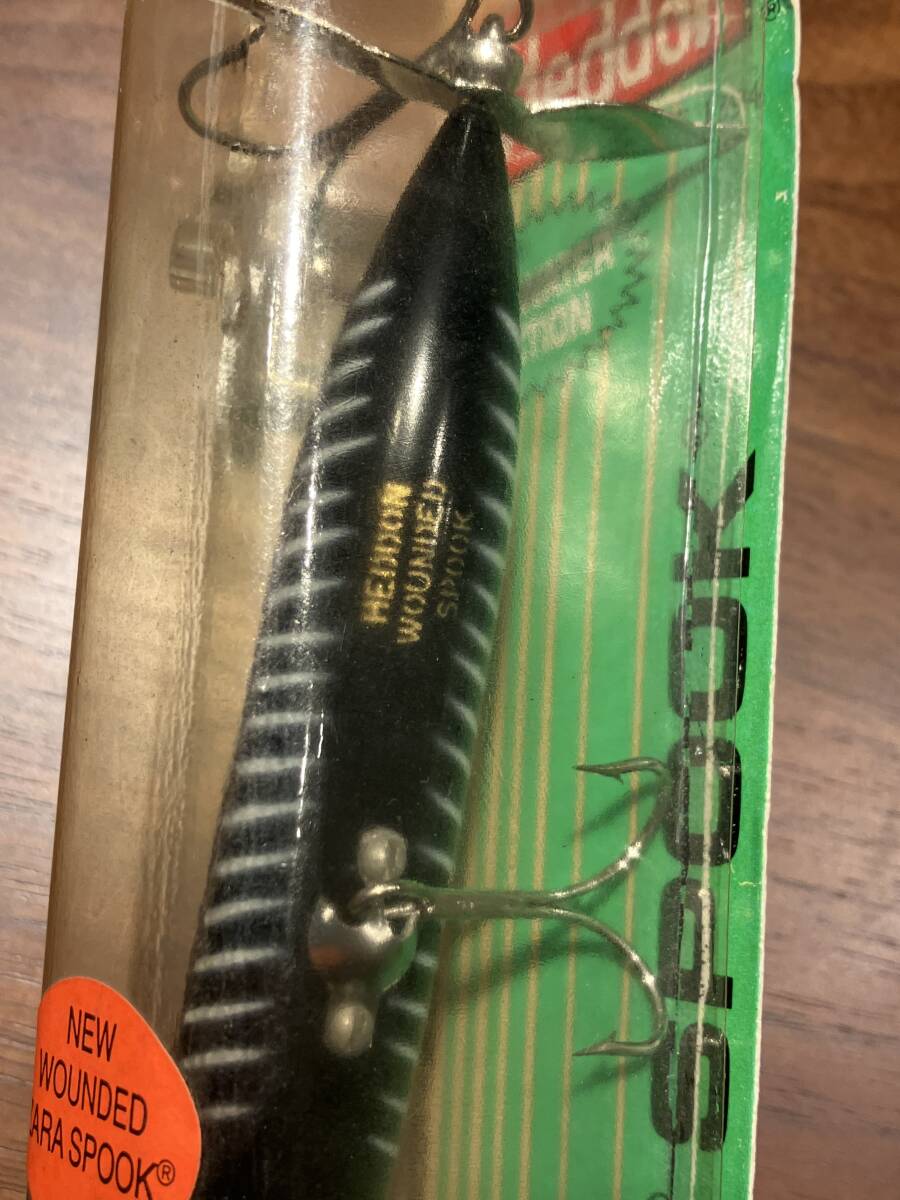 Heddon
®
HEDDON
WOUNDED
SPOOK
SPOOK
®
NEW
WOUNDED
ZARA SPOOK®